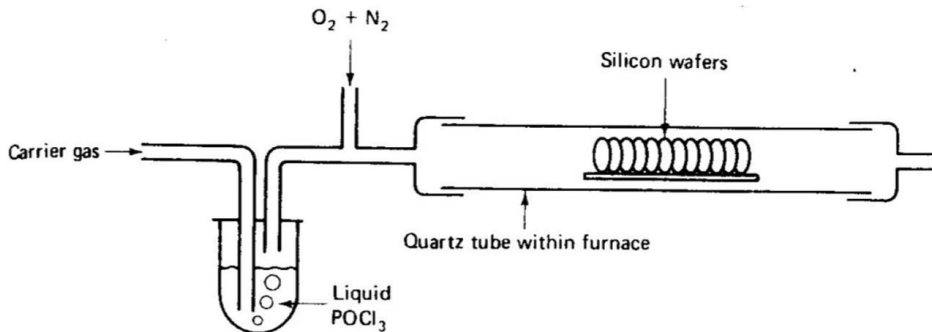 O₂ + N₂
Silicon wafers
Carrier gas
Quartz tube within furnace
Liquid
POCl₃